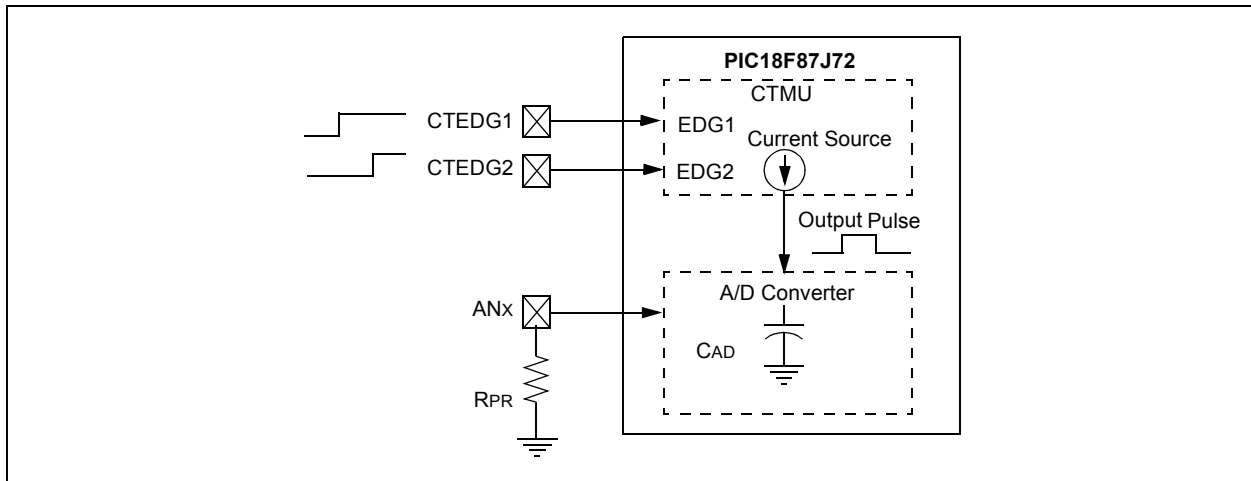 PIC18F87J72
CTMU
CTEDG1
EDG1
Current Source
CTEDG2
EDG2
Output Pulse
A/D Converter
ANX
CAD
RPR